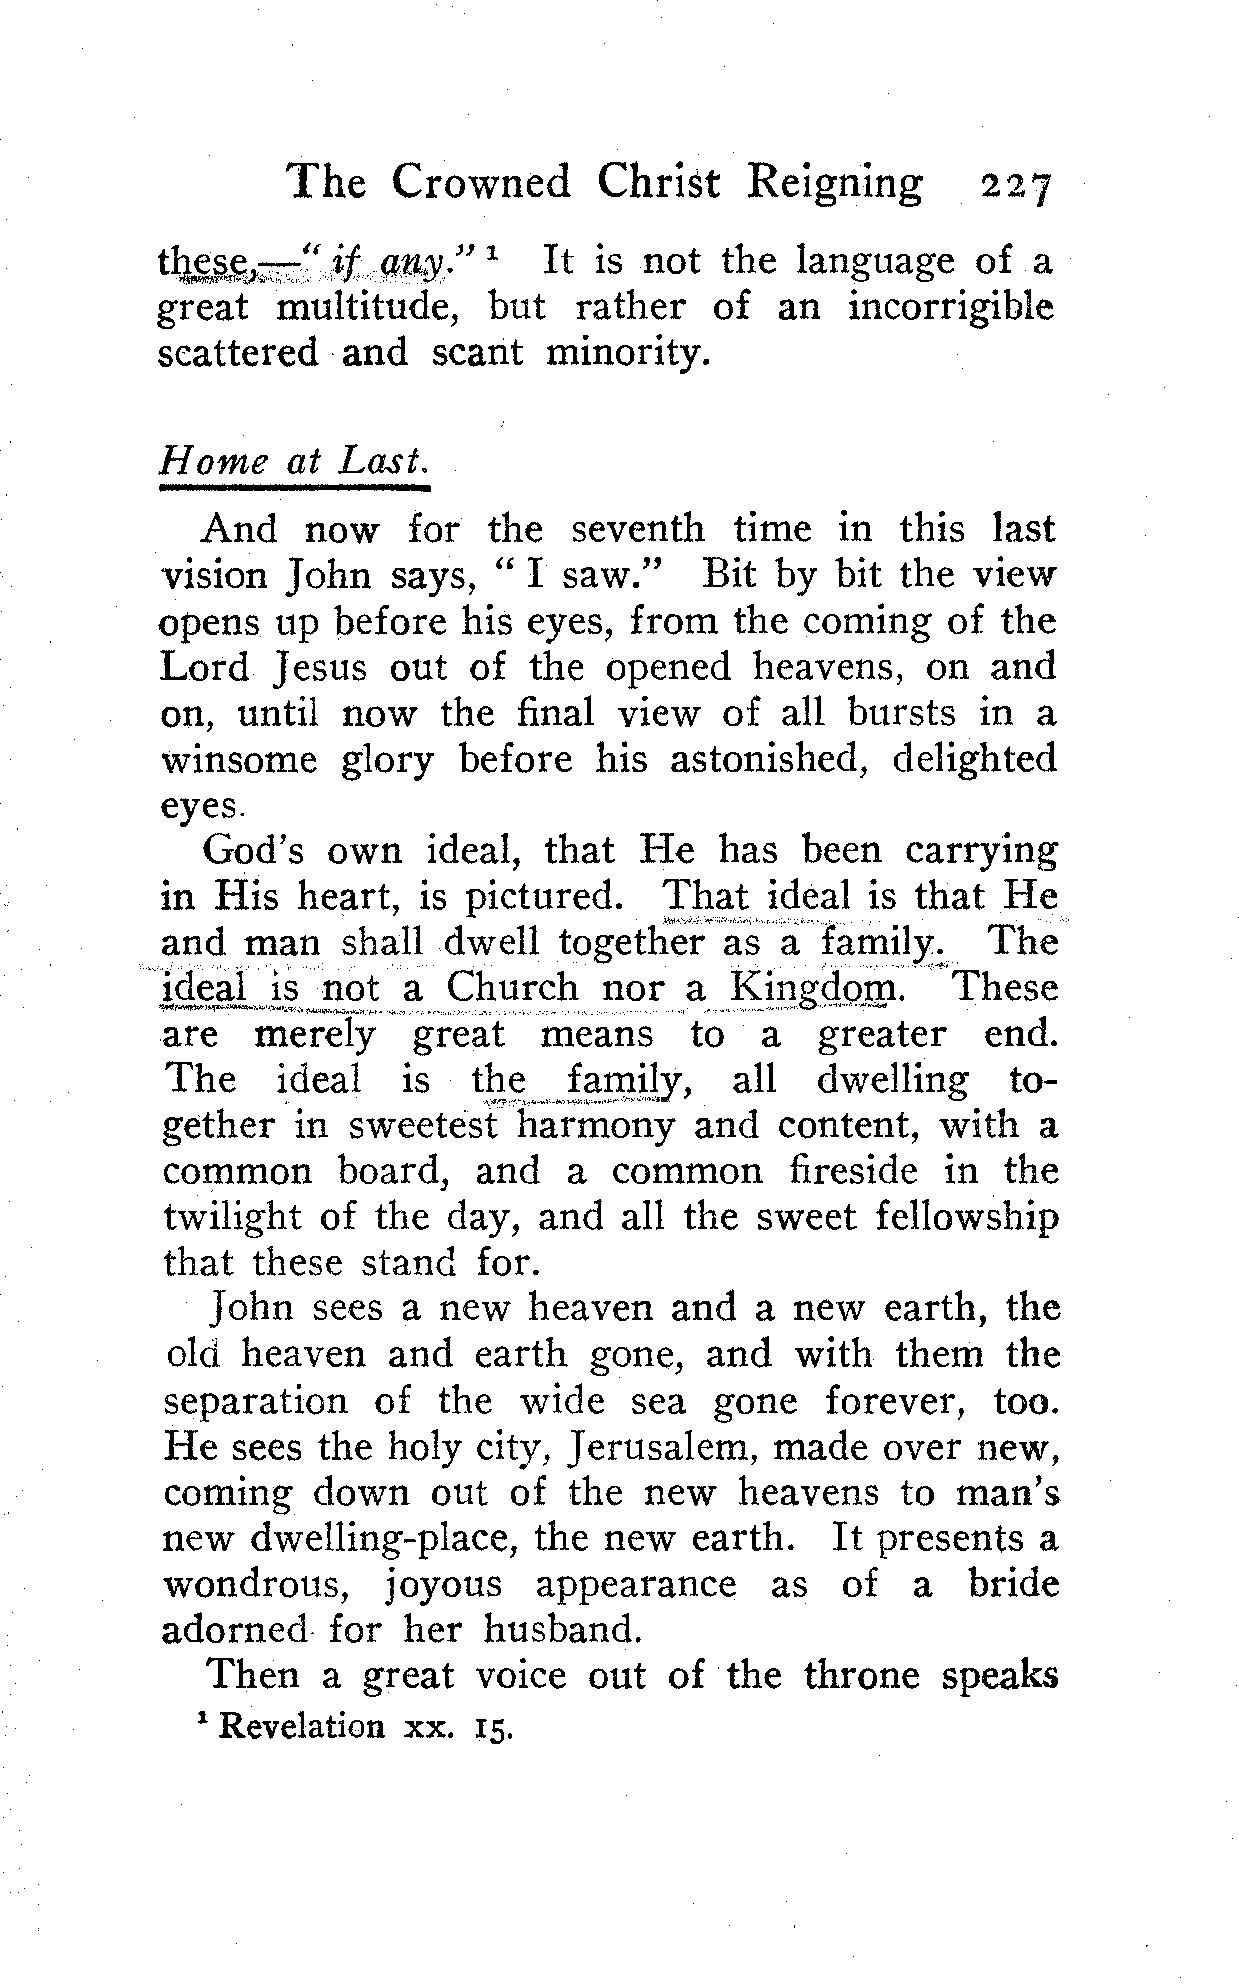 The Crowned Christ Reigning 227
these,—"if any." ¹ It is not the language of a
great multitude, but rather of an incorrigible
scattered and scant minority.
Home at Last.
And now for the seventh time in this last
vision John says, "I saw." Bit by bit the view
opens up before his eyes, from the coming of the
Lord Jesus out of the opened heavens, on and
on, until now the final view of all bursts in a
winsome glory before his astonished, delighted
eyes.
God's own ideal, that He has been carrying
in His heart, is pictured. That ideal is that He
and man shall dwell together as a family. The
ideal is not a Church nor a Kingdom. These
are merely great means to a greater end.
The ideal is the family, all dwelling to-
gether in sweetest harmony and content, with a
common board, and a common fireside in the
twilight of the day, and all the sweet fellowship
that these stand for.
John sees a new heaven and a new earth, the
old heaven and earth gone, and with them the
separation of the wide sea gone forever, too.
He sees the holy city, Jerusalem, made over new,
coming down out of the new heavens to man's
new dwelling-place, the new earth. It presents a
wondrous, joyous appearance as of a bride
adorned for her husband.
Then a great voice out of the throne speaks
¹ Revelation xx. 15.